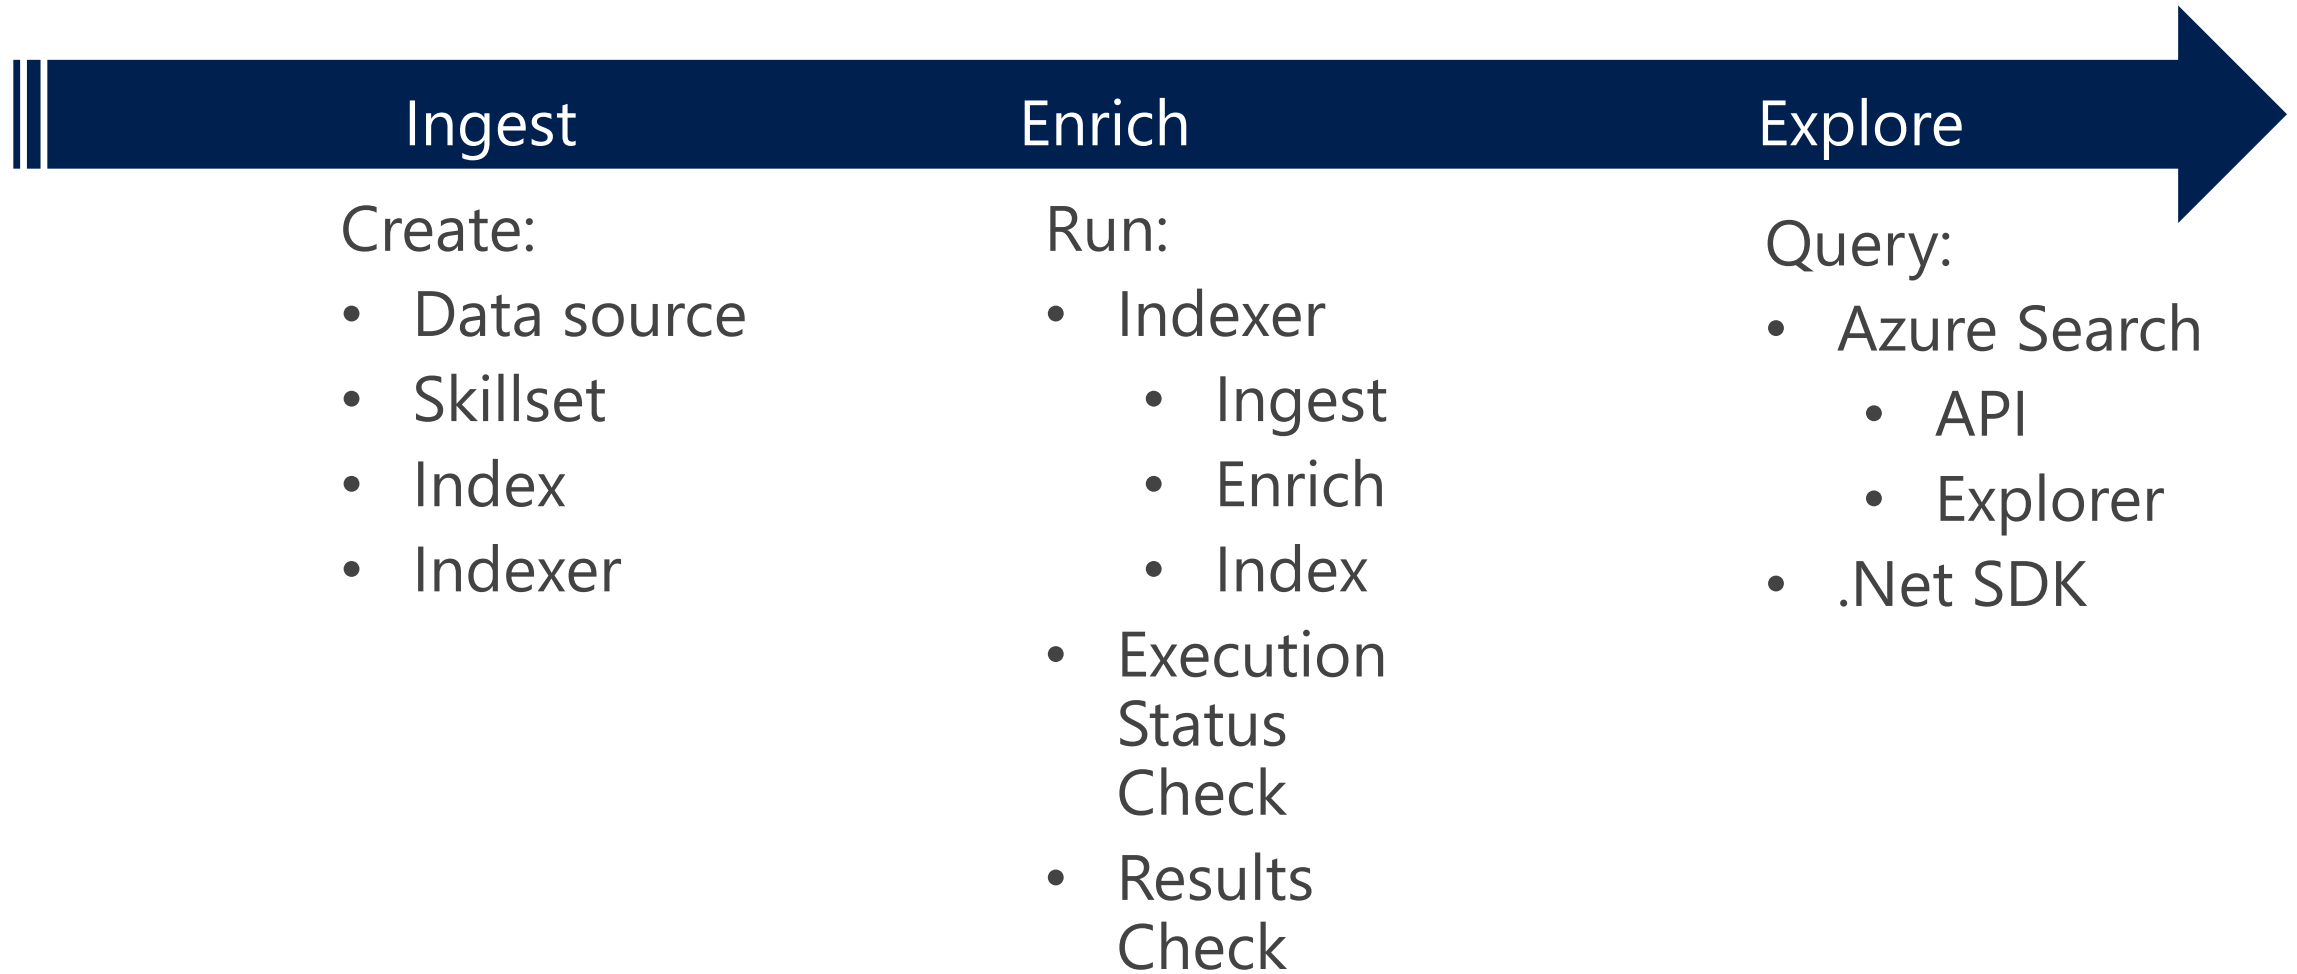 Ingest
Enrich
Explore
Create:
• Data source
• Skillset
• Index
• Indexer
Run:
• Indexer
• Ingest
• Enrich
• Index
• Execution
Status
Check
• Results
Check
Query:
• Azure Search
• API
• Explorer
• .Net SDK